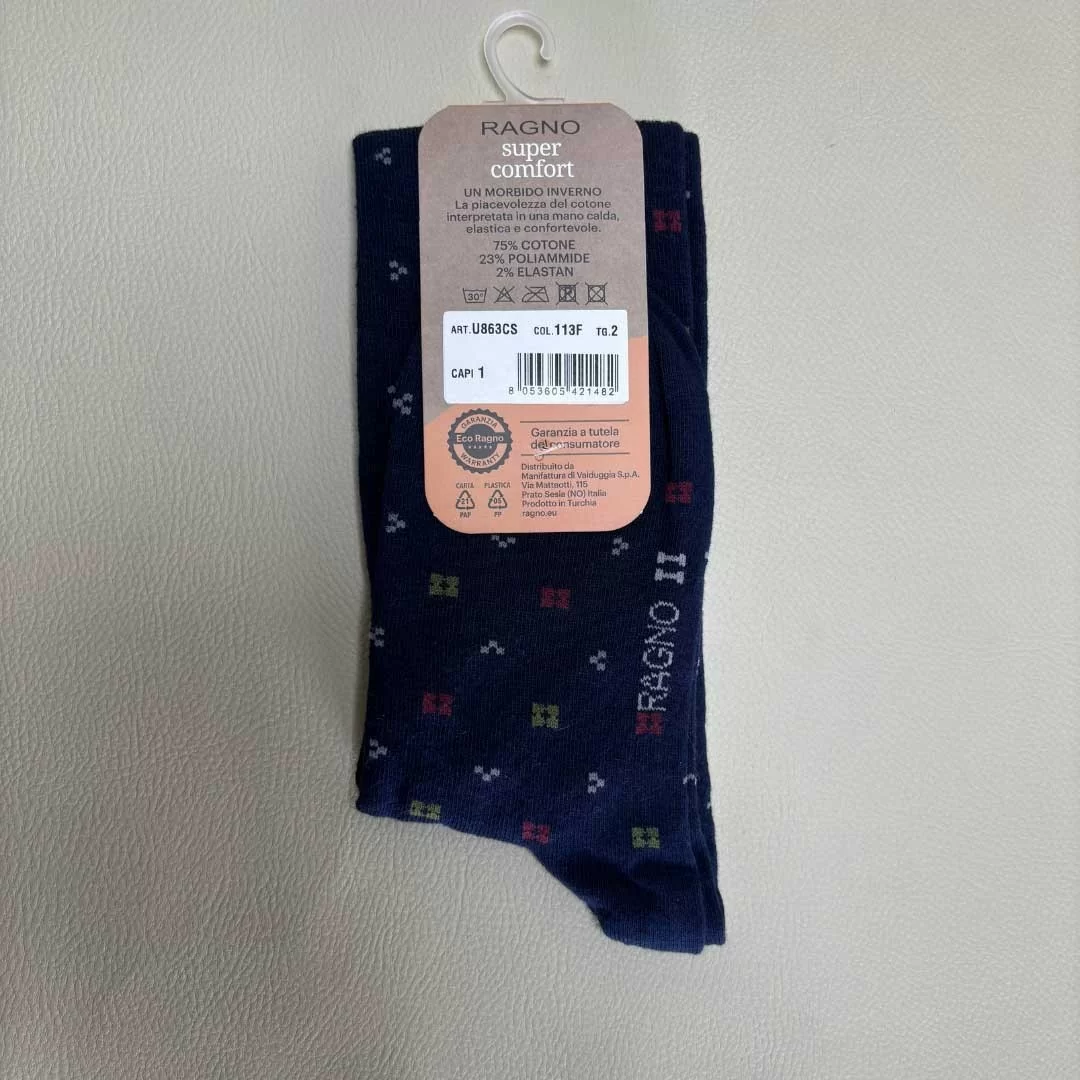 RAGNO
super
comfort
UN MORBIDO INVERNO
La piacevolezza del cotone
interpretata in una mano calda,
elastica e confortevole.
75% COTONE
23% POLIAMMIDE
2% ELASTAN
30°
ART.U863CS COL.113F TG.2
CAPI 1
8 053605 421482
GARANZIA
Eco Ragno
WARRANTY
Garanzia a tutela
del consumatore
Distribuito da
Manifattura di Valduggia S.p.A.
Via Matteotti, 115
Prato Sesia (NO) Italia
Prodotto in Turchia
ragno.eu
CARTA PLASTICA
21 05
PAP PP
RAGNO II